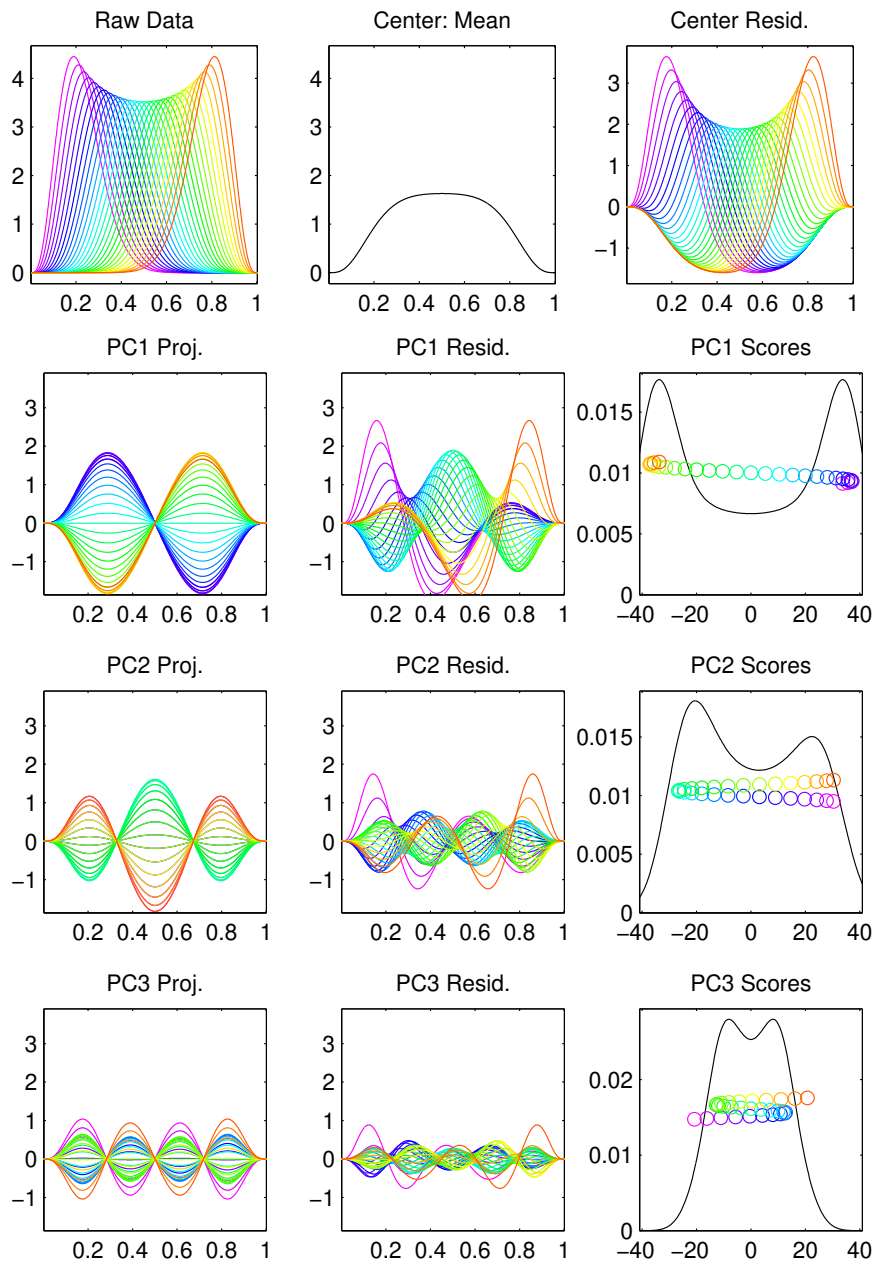 Raw Data
Center: Mean
Center Resid.
4
3
2
1
0
0.2 0.4 0.6 0.8 1
4
3
2
1
0
0.2 0.4 0.6 0.8 1
3
2
1
0
−1
0.2 0.4 0.6 0.8 1
PC1 Proj.
PC1 Resid.
PC1 Scores
3
2
1
0
−1
0.2 0.4 0.6 0.8 1
3
2
1
0
−1
0.2 0.4 0.6 0.8 1
0.015
0.01
0.005
0
−40 −20 0 20 40
PC2 Proj.
PC2 Resid.
PC2 Scores
3
2
1
0
−1
0.2 0.4 0.6 0.8 1
3
2
1
0
−1
0.2 0.4 0.6 0.8 1
0.015
0.01
0.005
0
−40 −20 0 20 40
PC3 Proj.
PC3 Resid.
PC3 Scores
3
2
1
0
−1
0.2 0.4 0.6 0.8 1
3
2
1
0
−1
0.2 0.4 0.6 0.8 1
0.02
0.01
0
−40 −20 0 20 40